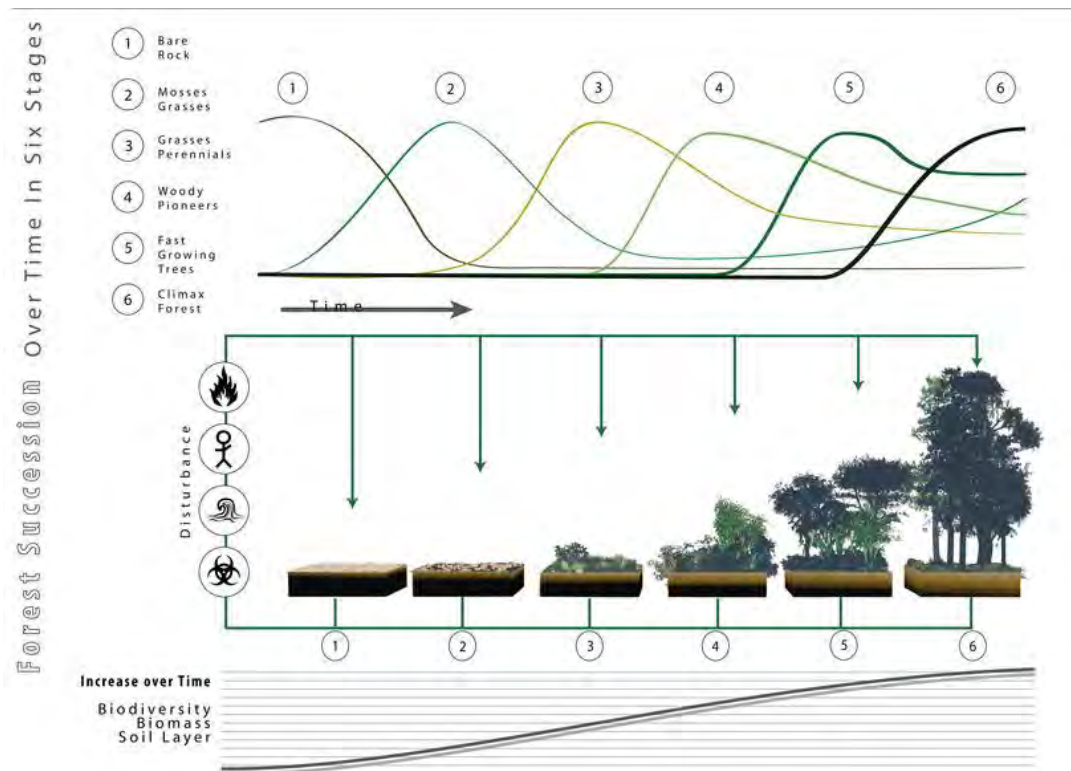 Forest Succession Over Time In Six Stages
1 Bare
Rock
2 Mosses
Grasses
3 Grasses
Perennials
4 Woody
Pioneers
5 Fast
Growing
Trees
6 Climax
Forest
1 2 3 4 5 6
Time
Disturbance
1 2 3 4 5 6
Increase over Time
Biodiversity
Biomass
Soil Layer